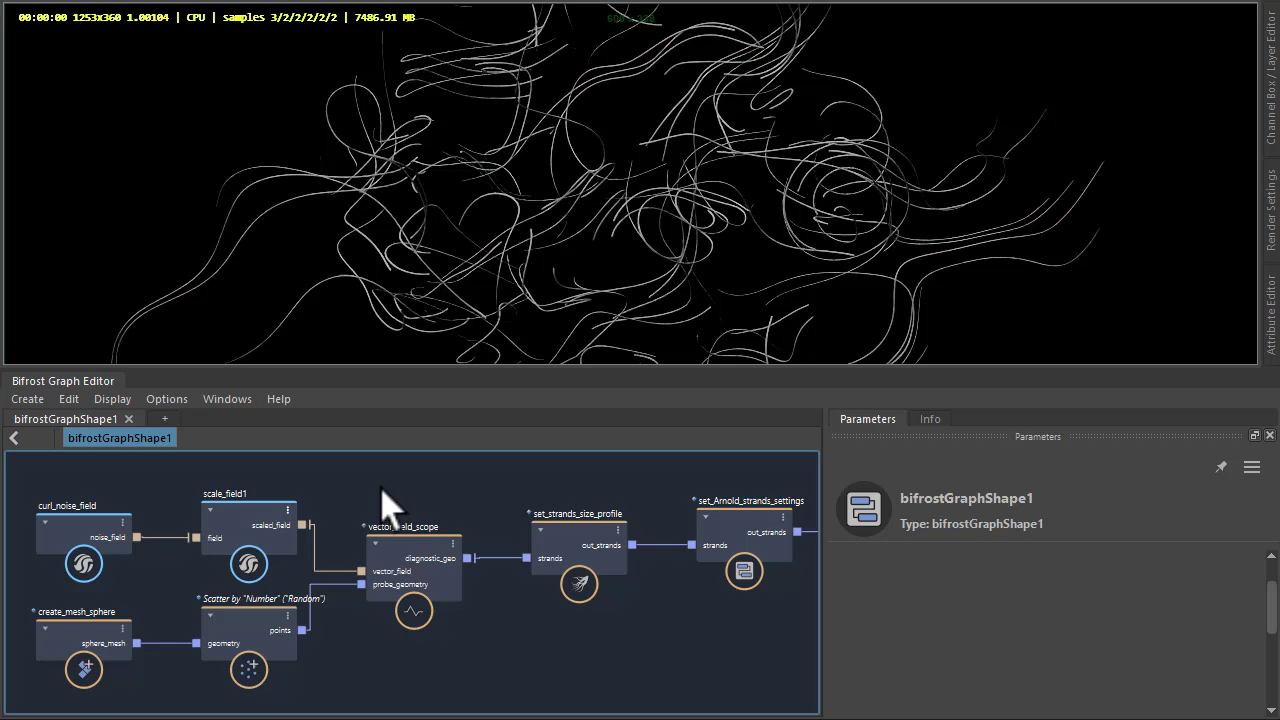 00:00:00 1253x360 1.00104 | CPU | samples 3/2/2/2/2/2 | 7486.91 MB
Channel Box / Layer Editor
Render Settings
Attribute Editor
Bifrost Graph Editor
Create Edit Display Options Windows Help
bifrostGraphShape1 × +
bifrostGraphShape1
Parameters Info
Parameters
bifrostGraphShape1
Type: bifrostGraphShape1
curl_noise_field
noise_field
scale_field1
scaled_field
field
diagnostic_geo
vector_field
probe_geometry
set_strands_size_profile
out_strands
strands
set_Arnold_strands_settings
out_strands
strands
create_mesh_sphere
sphere_mesh
Scatter by "Number" ("Random")
points
geometry